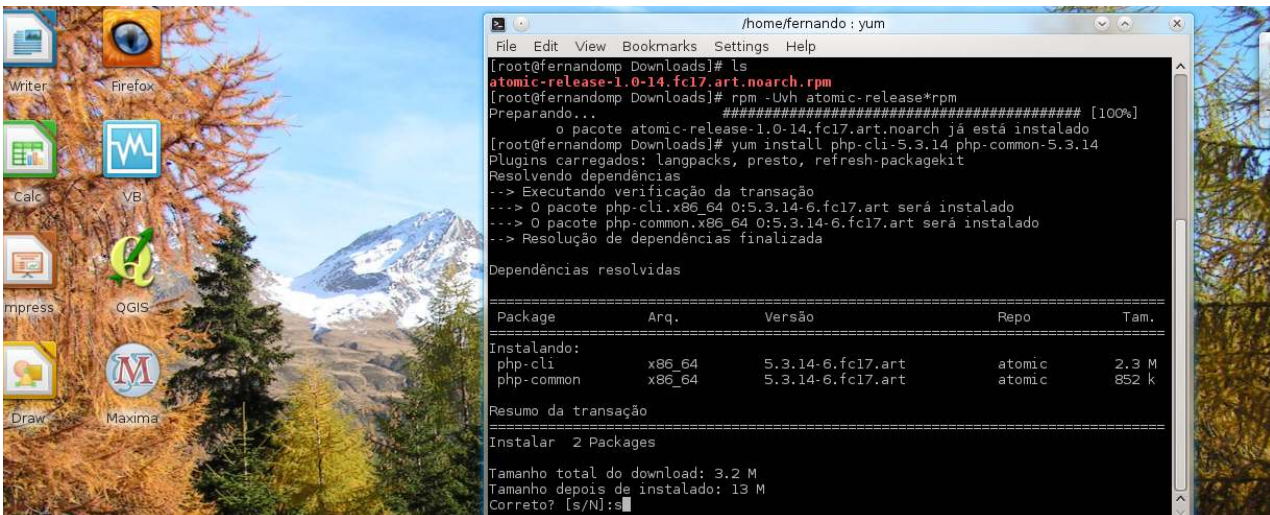 Writer
Firefox
Calc
VB
mpress
QGIS
Draw
Maxima
/home/fernando : yum
File Edit View Bookmarks Settings Help
[root@fernandomp Downloads]# ls
atomic-release-1.0-14.fc17.art.noarch.rpm
[root@fernandomp Downloads]# rpm -Uvh atomic-release*rpm
Preparando... ########################################### [100%]
o pacote atomic-release-1.0-14.fc17.art.noarch já está instalado
[root@fernandomp Downloads]# yum install php-cli-5.3.14 php-common-5.3.14
Plugins carregados: langpacks, presto, refresh-packagekit
Resolvendo dependências
--> Executando verificação da transação
---> O pacote php-cli.x86_64 0:5.3.14-6.fc17.art será instalado
---> O pacote php-common.x86_64 0:5.3.14-6.fc17.art será instalado
--> Resolução de dependências finalizada
Dependências resolvidas
================================================================================
Package Arq. Versão Repo Tam.
================================================================================
Instalando:
php-cli x86_64 5.3.14-6.fc17.art atomic 2.3 M
php-common x86_64 5.3.14-6.fc17.art atomic 852 k
Resumo da transação
================================================================================
Instalar 2 Packages
Tamanho total do download: 3.2 M
Tamanho depois de instalado: 13 M
Correto? [s/N]:s